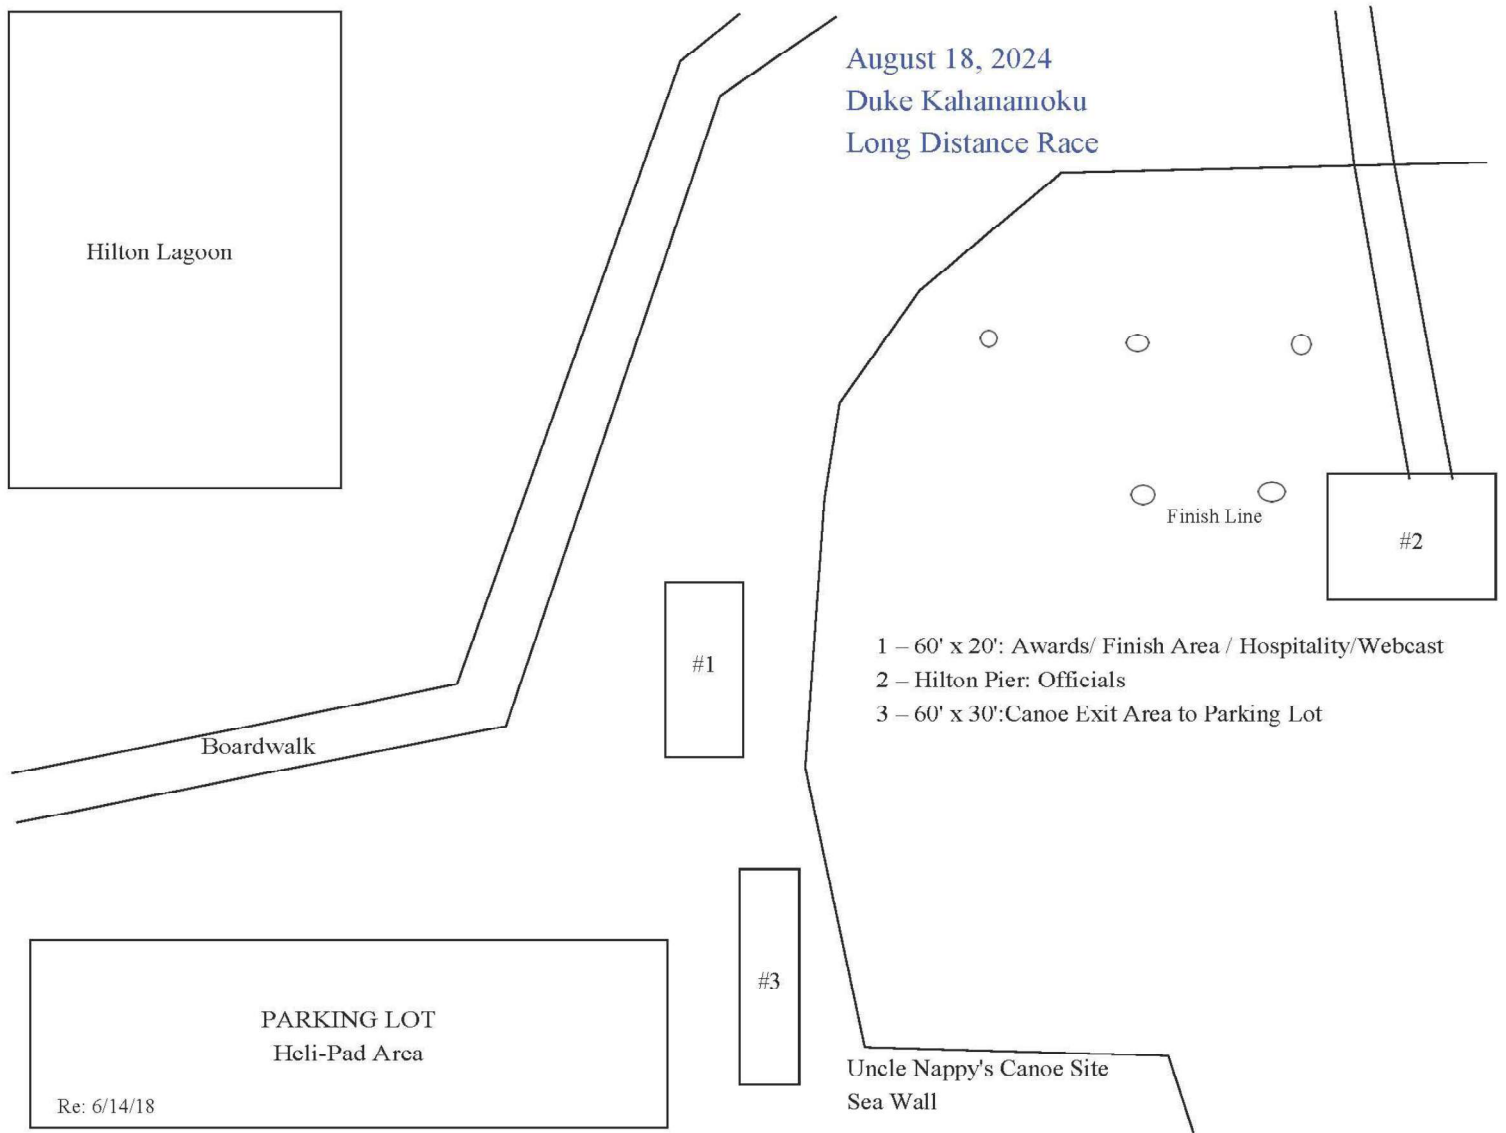 August 18, 2024
Duke Kahanamoku
Long Distance Race
Hilton Lagoon
Finish Line
#2
#1
1 – 60' x 20': Awards/ Finish Area / Hospitality/Webcast
2 – Hilton Pier: Officials
3 – 60' x 30':Canoe Exit Area to Parking Lot
Boardwalk
#3
PARKING LOT
Heli-Pad Area
Re: 6/14/18
Uncle Nappy's Canoe Site
Sea Wall